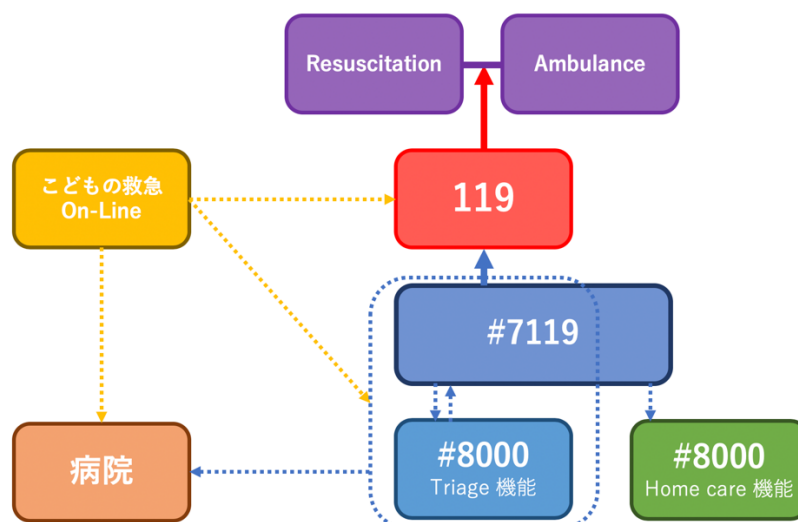 Resuscitation
Ambulance
こどもの救急
On-Line
119
#7119
病院
#8000
Triage 機能
#8000
Home care 機能